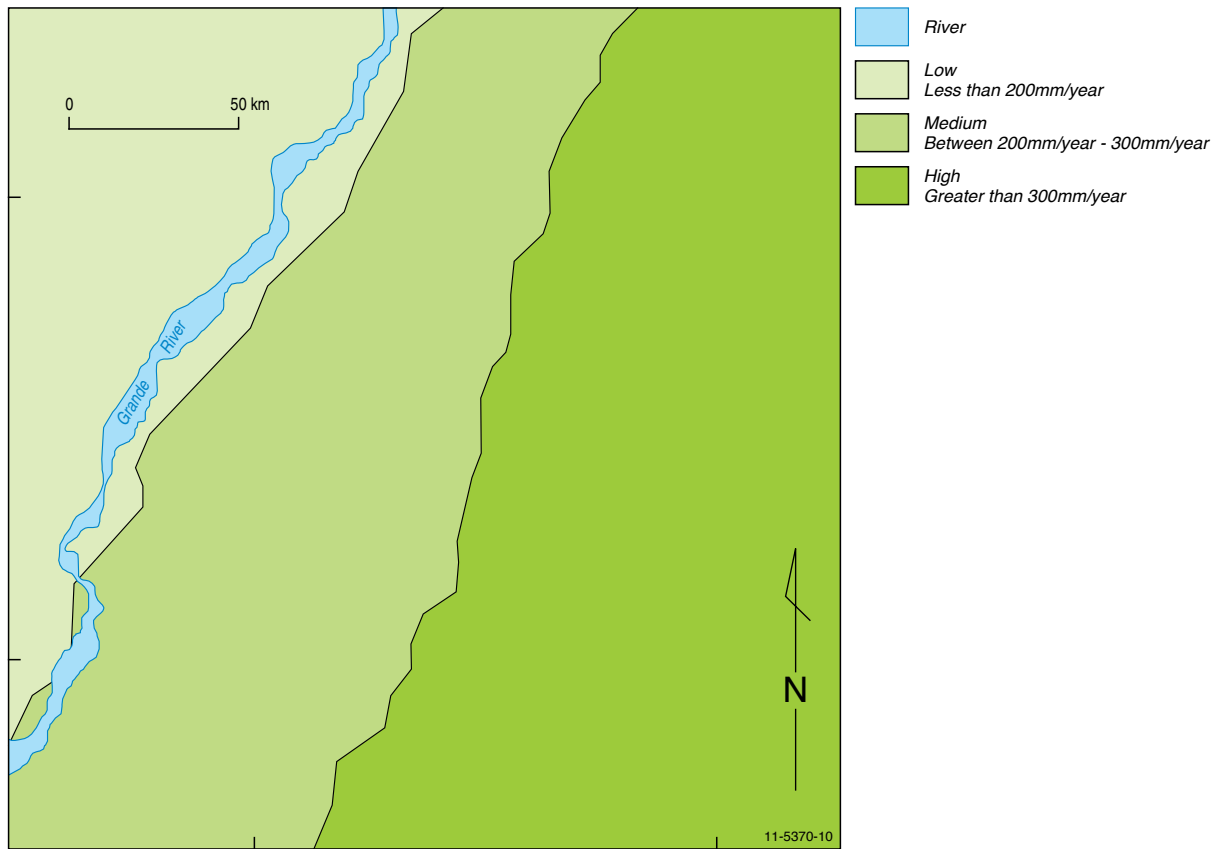 River
Low
Less than 200mm/year
Medium
Between 200mm/year - 300mm/year
High
Greater than 300mm/year
0 50 km
Grande River
N
11-5370-10